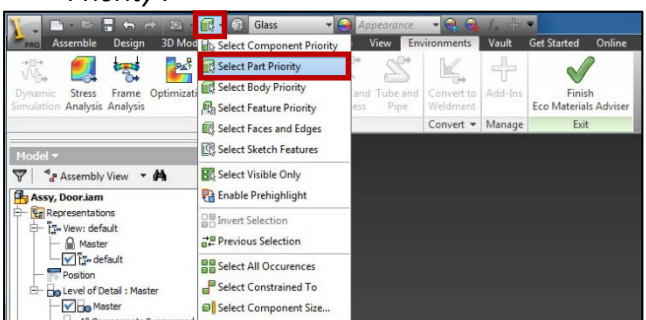 Priority .
Glass Appearance
PRO Assemble Design 3D Mod View Environments Vault Get Started Online
Dynamic Simulation
Stress Analysis
Frame Analysis
Optimizati
Tube and Pipe
Convert to Weldment
Add-Ins
Finish Eco Materials Adviser
Convert Manage Exit
Select Component Priority
Select Part Priority
Select Body Priority
Select Feature Priority
Select Faces and Edges
Select Sketch Features
Select Visible Only
Enable Prehighlight
Invert Selection
Previous Selection
Select All Occurences
Select Constrained To
Select Component Size...
Model
Assembly View
Assy, Door.iam
Representations
View: default
Master
default
Position
Level of Detail : Master
Master